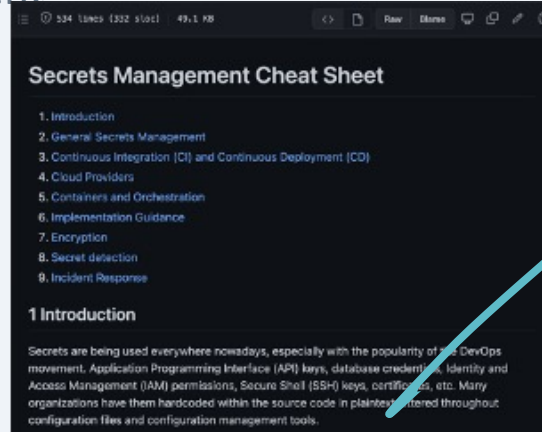 534 lines (332 sloc) 49.1 KB
Raw Blame
Secrets Management Cheat Sheet
1. Introduction
2. General Secrets Management
3. Continuous Integration (CI) and Continuous Deployment (CD)
4. Cloud Providers
5. Containers and Orchestration
6. Implementation Guidance
7. Encryption
8. Secret detection
9. Incident Response
1 Introduction
Secrets are being used everywhere nowadays, especially with the popularity of the DevOps
movement. Application Programming Interface (API) keys, database credentials, Identity and
Access Management (IAM) permissions, Secure Shell (SSH) keys, certificates, etc. Many
organizations have them hardcoded within the source code in plaintext, throughout
configuration files and configuration management tools.